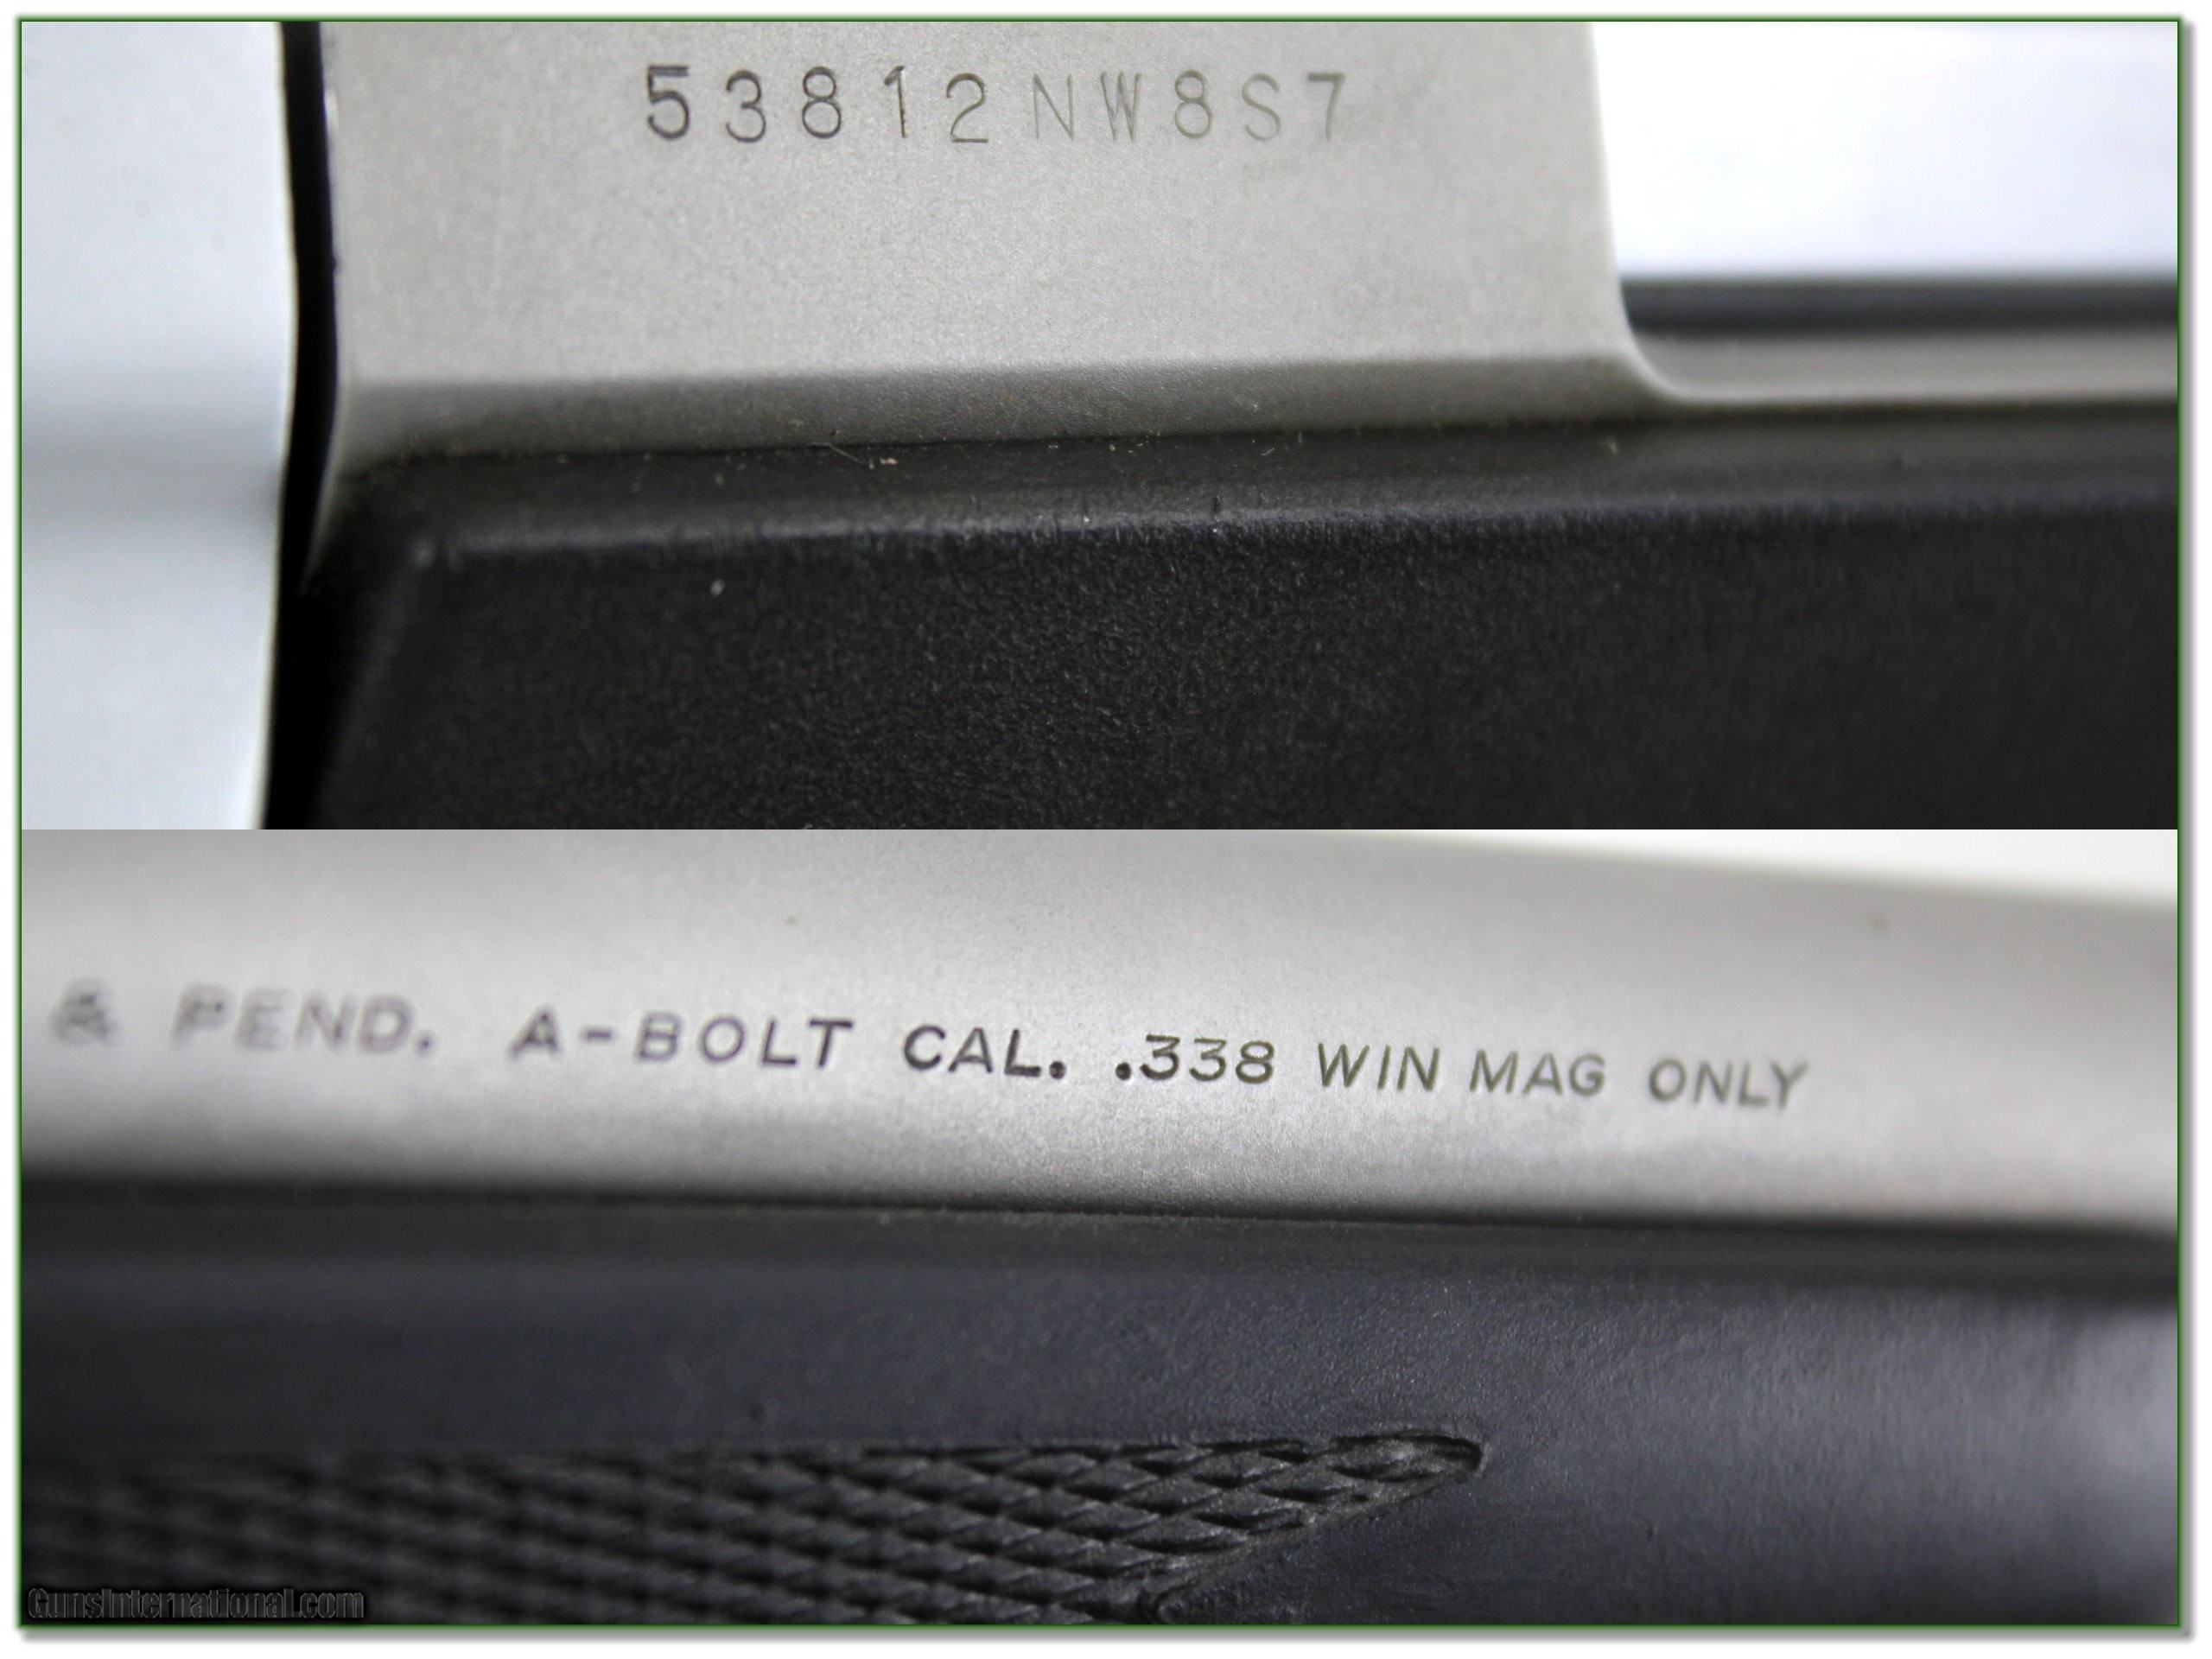 53812NW8S7
& PEND. A-BOLT CAL. .338 WIN MAG ONLY
GunsInternational.com